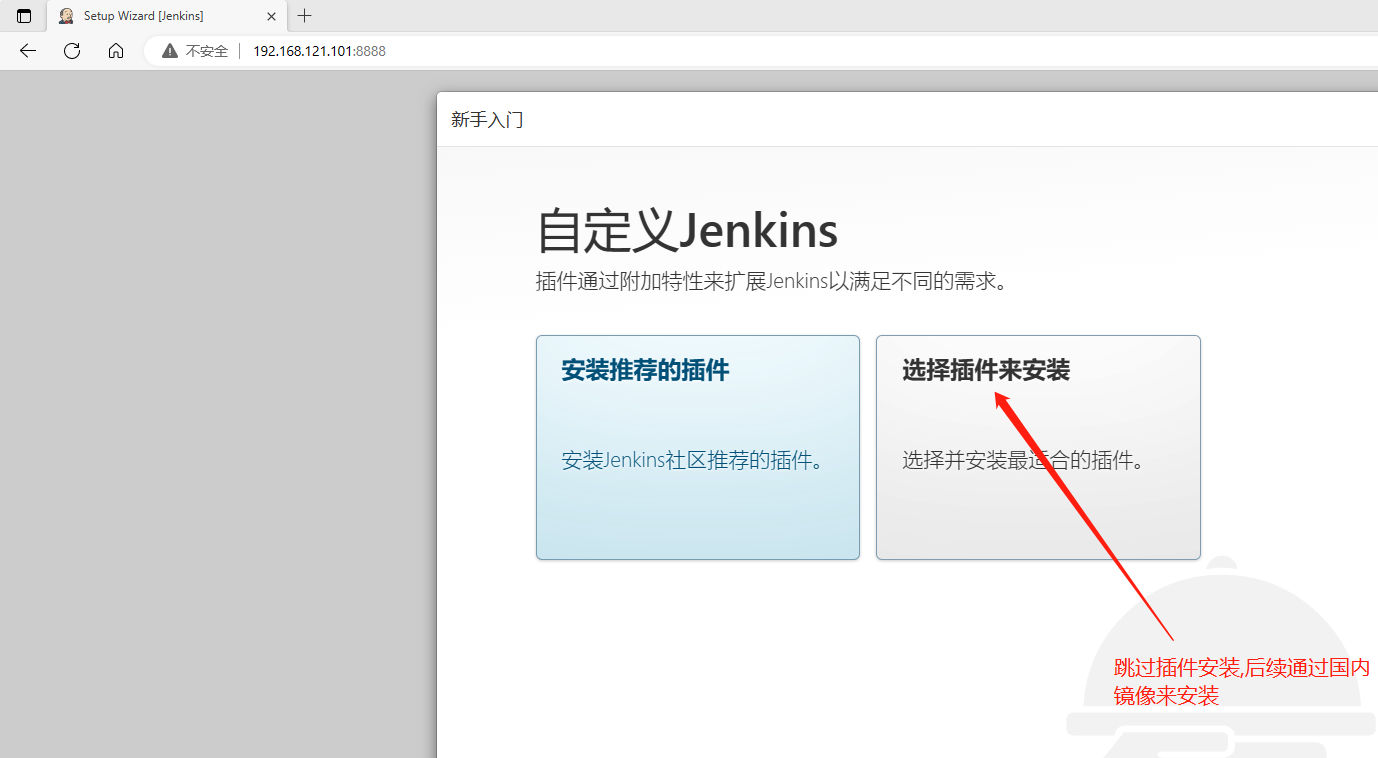 Setup Wizard [Jenkins]
不安全
192.168.121.101:8888
新手入门
自定义Jenkins
插件通过附加特性来扩展Jenkins以满足不同的需求。
安装推荐的插件
安装Jenkins社区推荐的插件。
选择插件来安装
选择并安装最适合的插件。
跳过插件安装,后续通过国内
镜像来安装